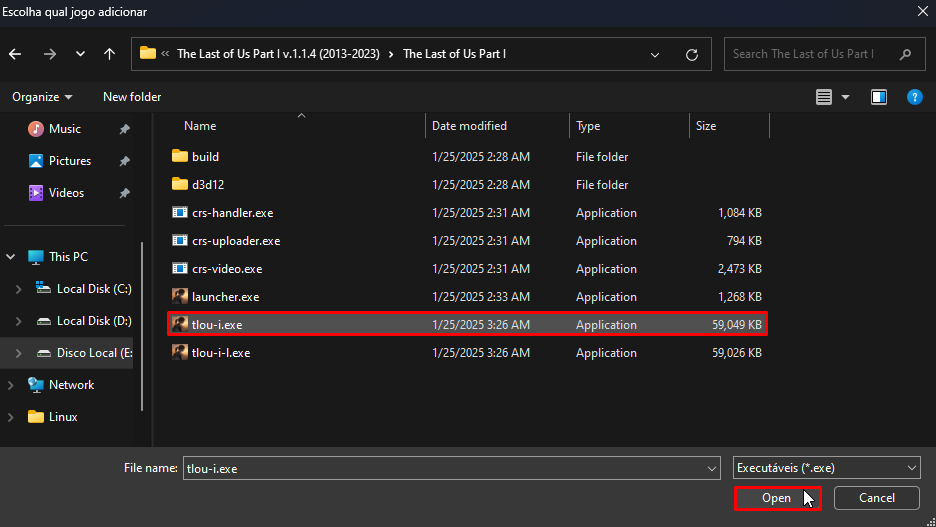 Escolha qual jogo adicionar
« The Last of Us Part I v.1.1.4 (2013-2023) › The Last of Us Part I
Search The Last of Us Part I
Organize New folder
?
Name Date modified Type Size
Music
Pictures
Videos
This PC
Local Disk (C:)
Local Disk (D:)
Disco Local (E:
Network
Linux
build 1/25/2025 2:28 AM File folder
d3d12 1/25/2025 2:28 AM File folder
crs-handler.exe 1/25/2025 2:31 AM Application 1,084 KB
crs-uploader.exe 1/25/2025 2:31 AM Application 794 KB
crs-video.exe 1/25/2025 2:31 AM Application 2,473 KB
launcher.exe 1/25/2025 2:33 AM Application 1,268 KB
tlou-i.exe 1/25/2025 3:26 AM Application 59,049 KB
tlou-i-l.exe 1/25/2025 3:26 AM Application 59,026 KB
File name: tlou-i.exe Executáveis (*.exe)
Open Cancel